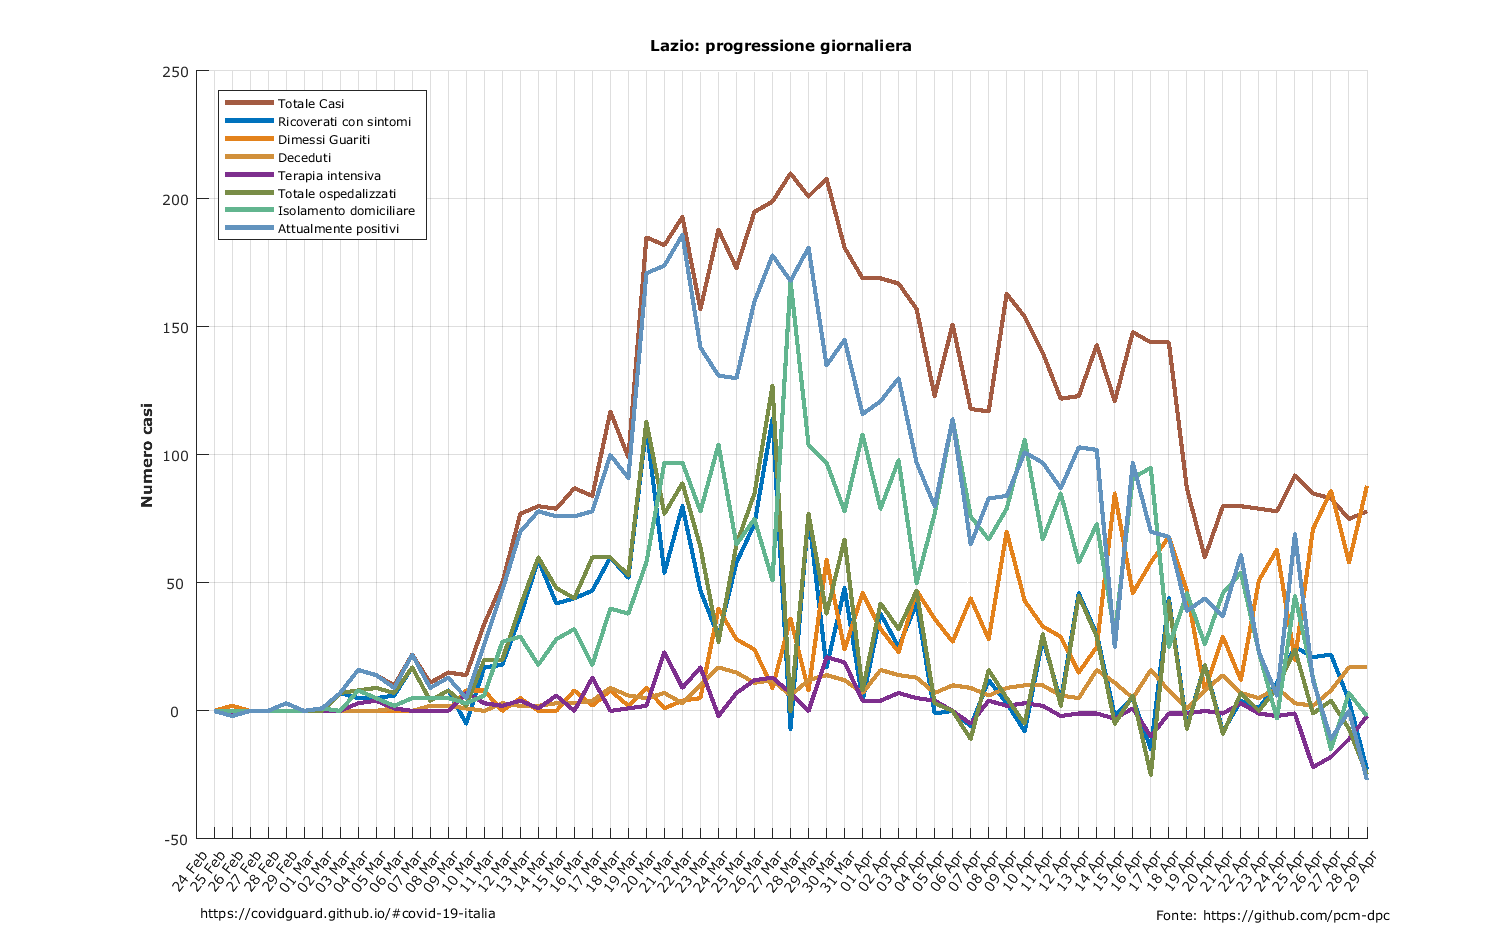 Lazio: progressione giornaliera
250
200
150
100
50
0
-50
Numero casi
Totale Casi
Ricoverati con sintomi
Dimessi Guariti
Deceduti
Terapia intensiva
Totale ospedalizzati
Isolamento domiciliare
Attualmente positivi
24 Feb
25 Feb
26 Feb
27 Feb
28 Feb
29 Feb
01 Mar
02 Mar
03 Mar
04 Mar
05 Mar
06 Mar
07 Mar
08 Mar
09 Mar
10 Mar
11 Mar
12 Mar
13 Mar
14 Mar
15 Mar
16 Mar
17 Mar
18 Mar
19 Mar
20 Mar
21 Mar
22 Mar
23 Mar
24 Mar
25 Mar
26 Mar
27 Mar
28 Mar
29 Mar
30 Mar
31 Mar
01 Apr
02 Apr
03 Apr
04 Apr
05 Apr
06 Apr
07 Apr
08 Apr
09 Apr
10 Apr
11 Apr
12 Apr
13 Apr
14 Apr
15 Apr
16 Apr
17 Apr
18 Apr
19 Apr
20 Apr
21 Apr
22 Apr
23 Apr
24 Apr
25 Apr
26 Apr
27 Apr
28 Apr
29 Apr
https://covidguard.github.io/#covid-19-italia
Fonte: https://github.com/pcm-dpc